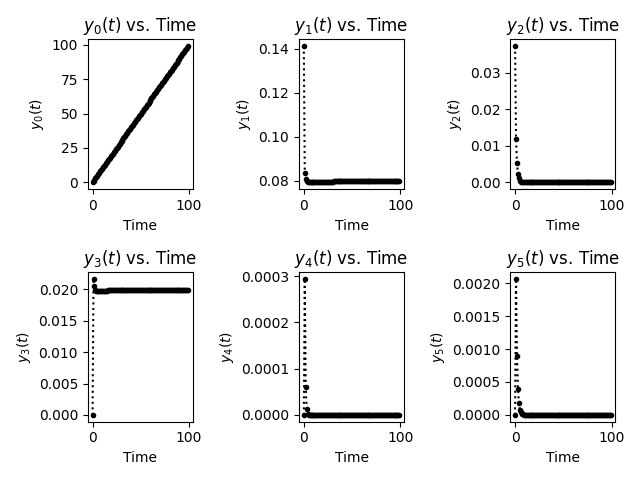 y₀(t) vs. Time
100
75
50
25
0
y₀(t)
0
100
Time
y₁(t) vs. Time
0.14
0.12
0.10
0.08
y₁(t)
0
100
Time
y₂(t) vs. Time
0.03
0.02
0.01
0.00
y₂(t)
0
100
Time
y₃(t) vs. Time
0.020
0.015
0.010
0.005
0.000
y₃(t)
0
100
Time
y₄(t) vs. Time
0.0003
0.0002
0.0001
0.0000
y₄(t)
0
100
Time
y₅(t) vs. Time
0.0020
0.0015
0.0010
0.0005
0.0000
y₅(t)
0
100
Time